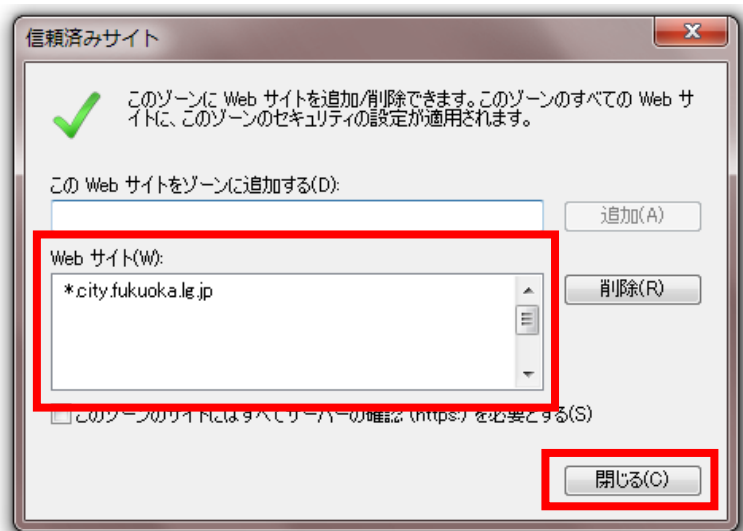 信頼済みサイト
このゾーンに Web サイトを追加/削除できます。このゾーンのすべての Web サ
イトに、このゾーンのセキュリティの設定が適用されます。
この Web サイトをゾーンに追加する(D):
追加(A)
Web サイト(W):
*.city.fukuoka.lg.jp
削除(R)
このゾーンのサイトにはすべてサーバーの確認 (https:) を必要とする(S)
閉じる(C)